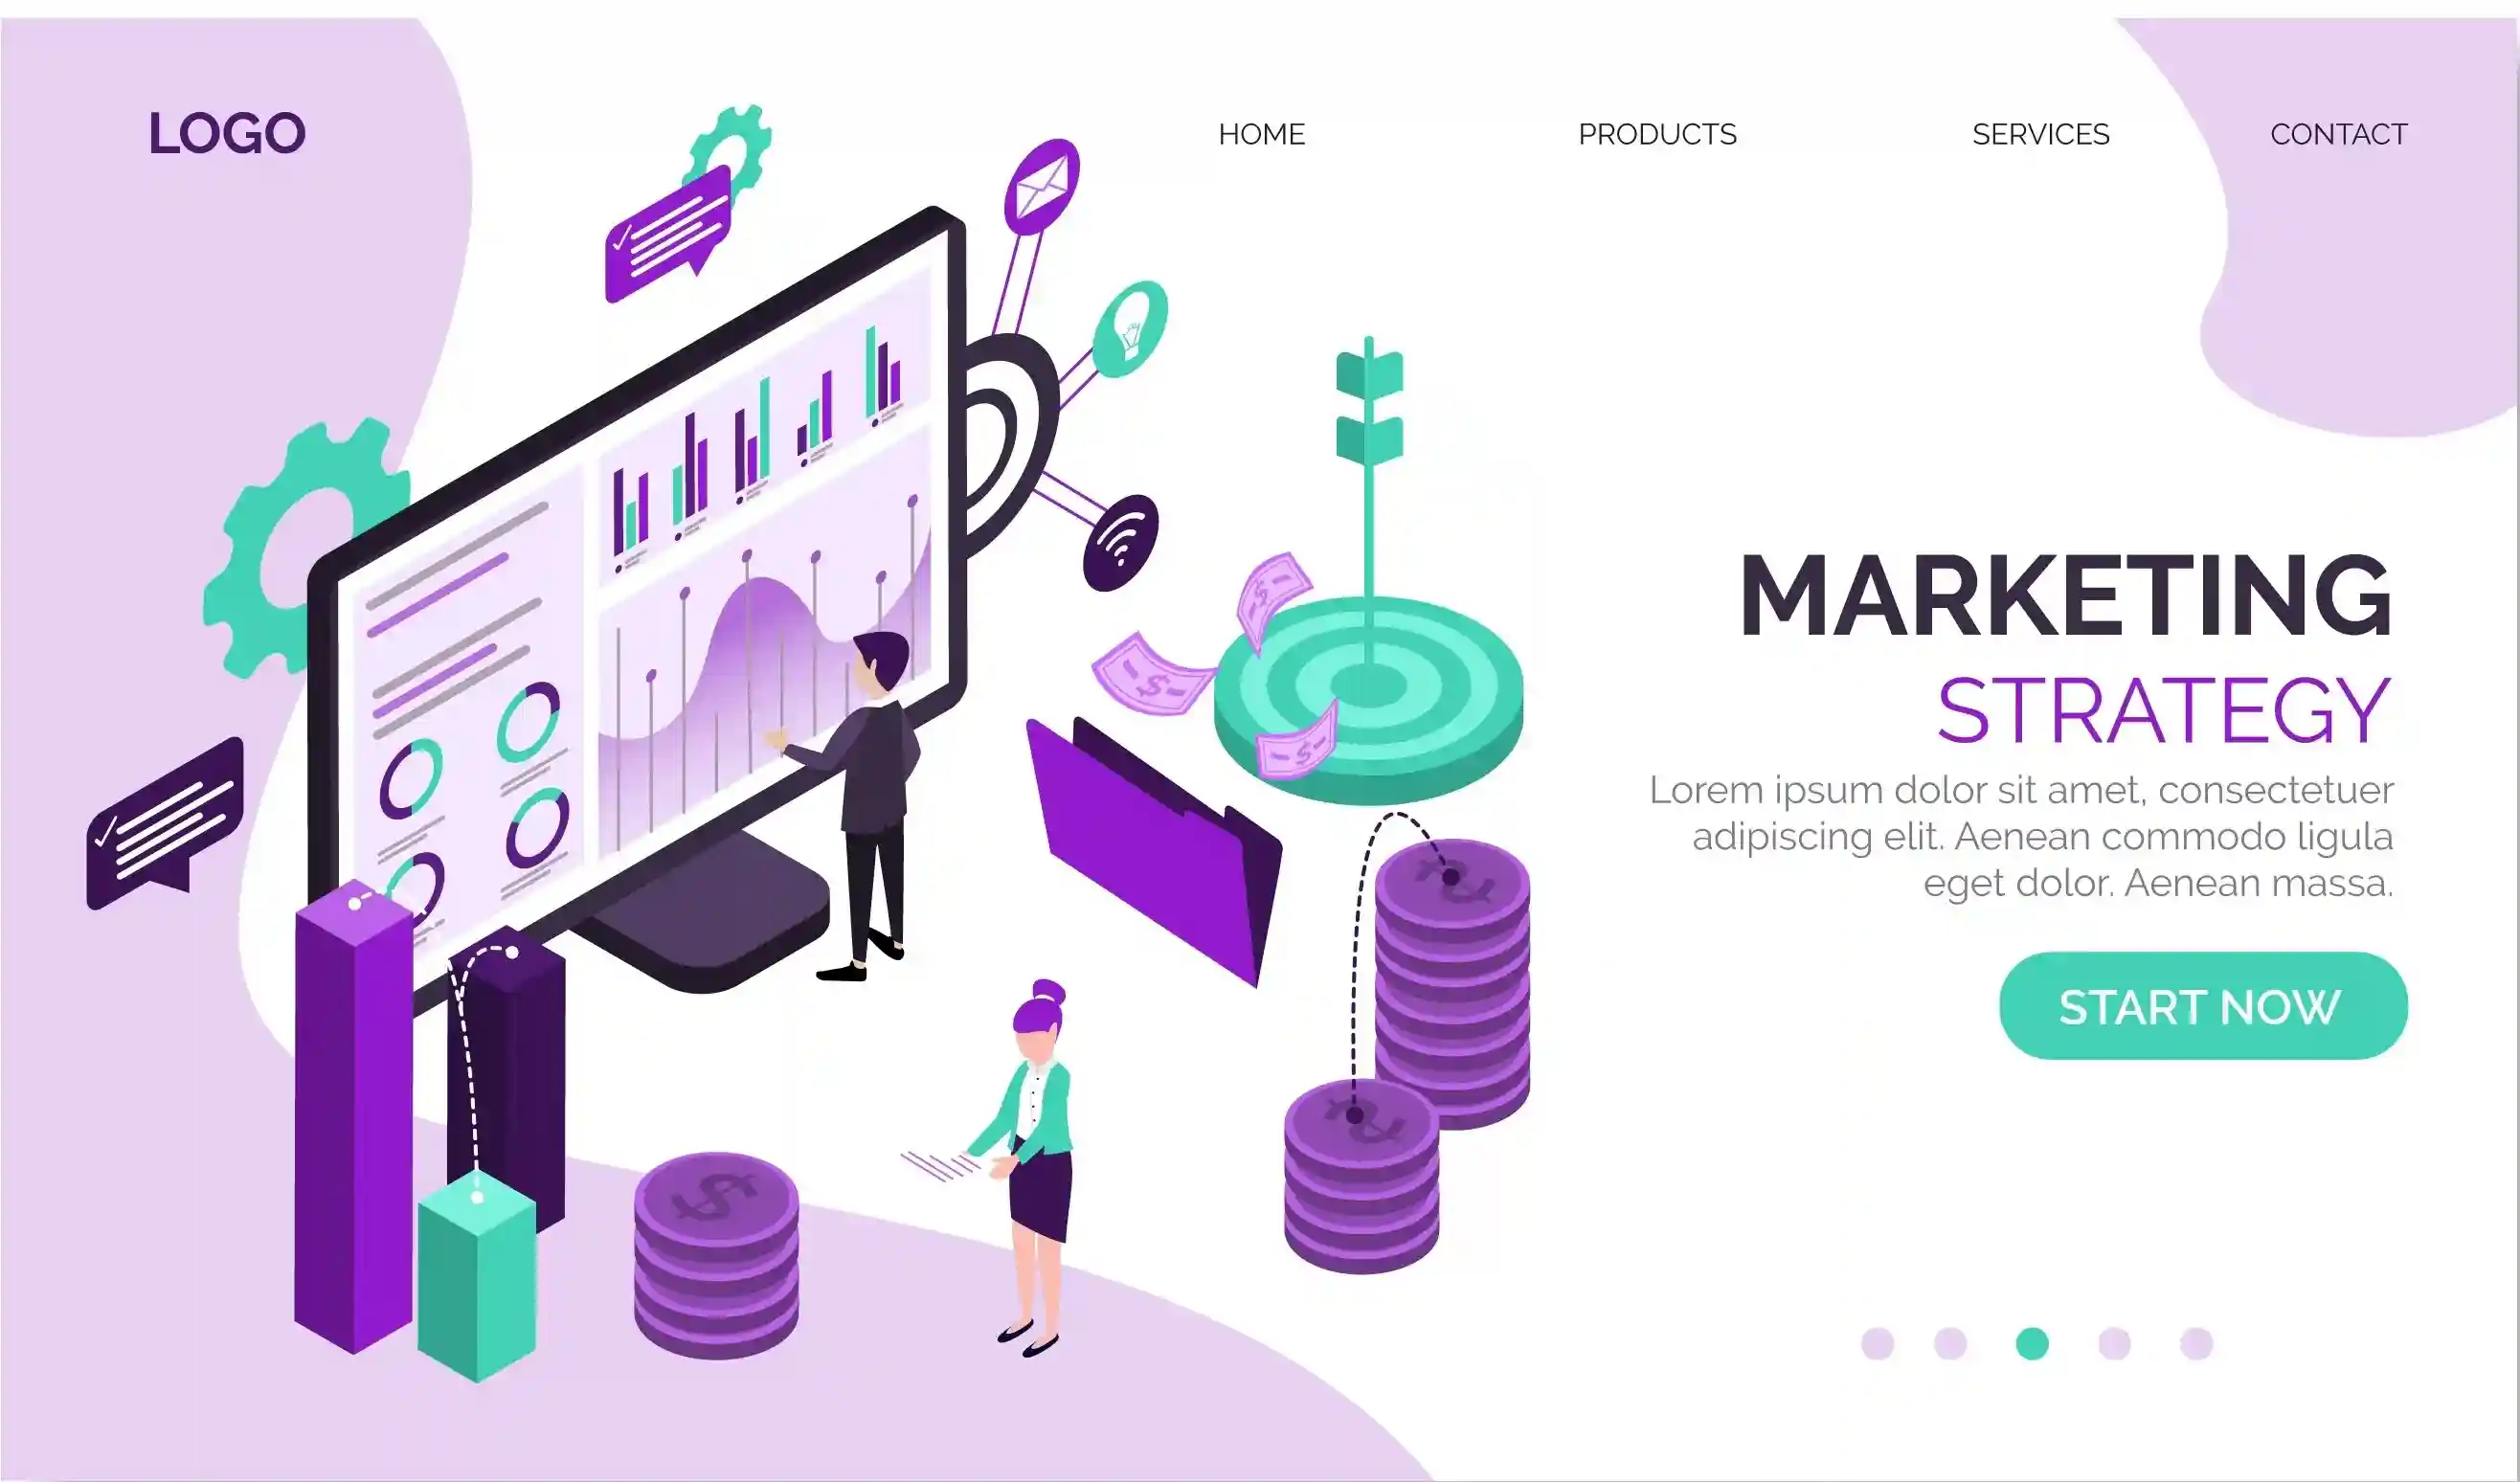 LOGO
HOME
PRODUCTS
SERVICES
CONTACT
MARKETING
STRATEGY
Lorem ipsum dolor sit amet, consectetuer
adipiscing elit. Aenean commodo ligula
eget dolor. Aenean massa.
START NOW